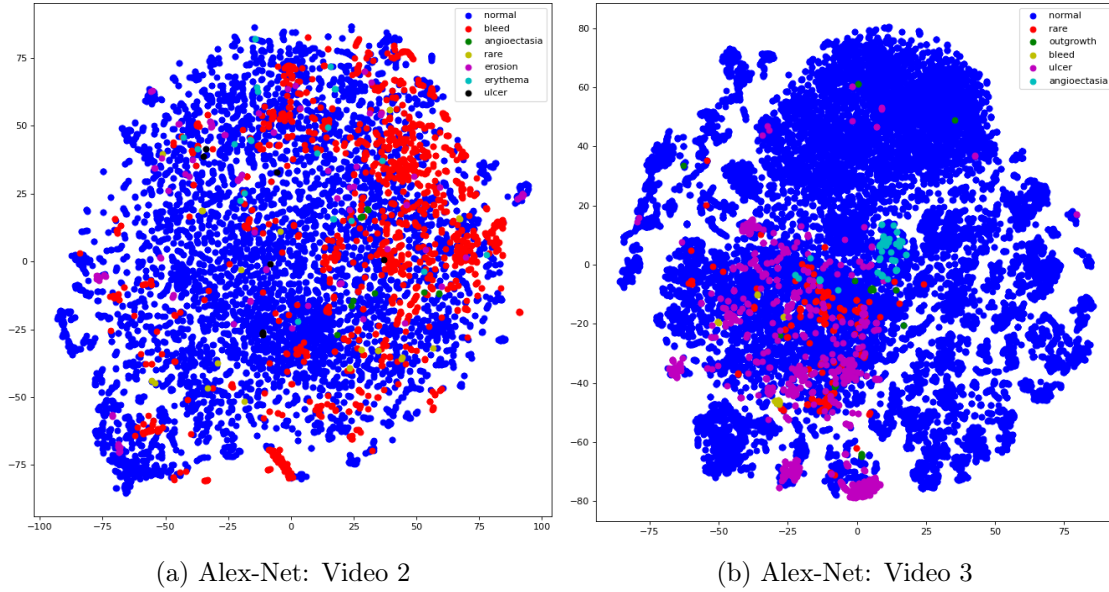 normal
bleed
angioectasia
rare
erosion
erythema
ulcer
75
50
25
0
−25
−50
−75
−100
−75
−50
−25
0
25
50
75
100
(a) Alex-Net: Video 2
normal
rare
outgrowth
bleed
ulcer
angioectasia
80
60
40
20
0
−20
−40
−60
−80
−75
−50
−25
0
25
50
75
(b) Alex-Net: Video 3